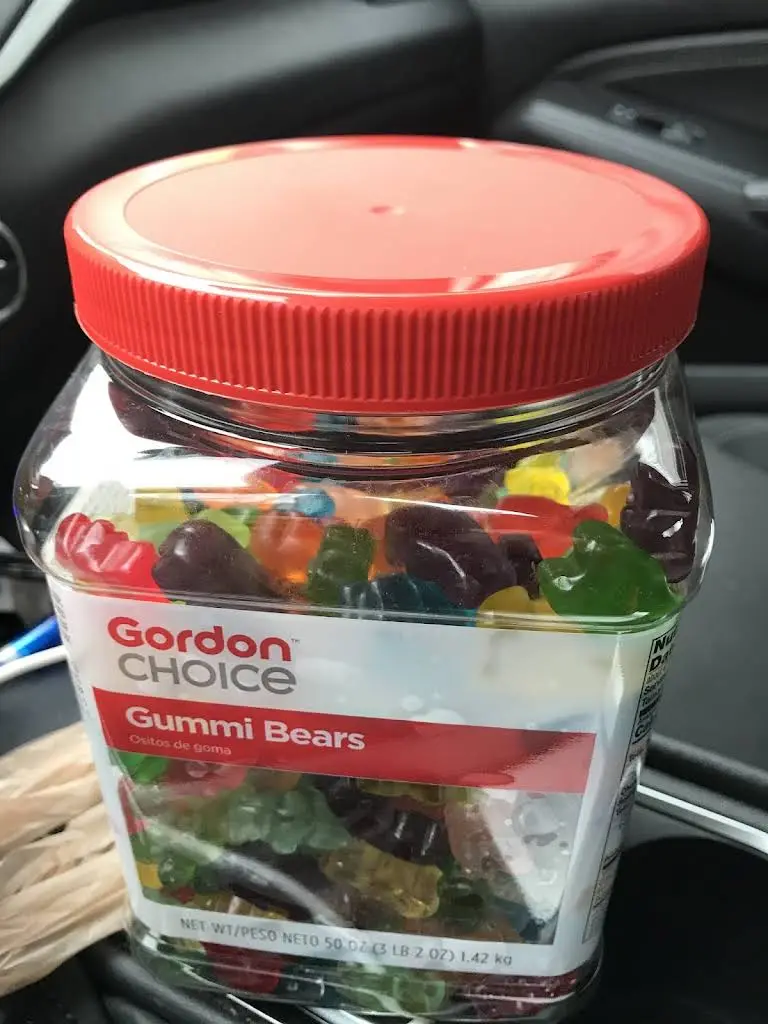 Gordon™
CHOICE
Gummi Bears
Ositos de goma
NET WT/PESO NETO 50 OZ (3 LB 2 OZ) 1.42 kg